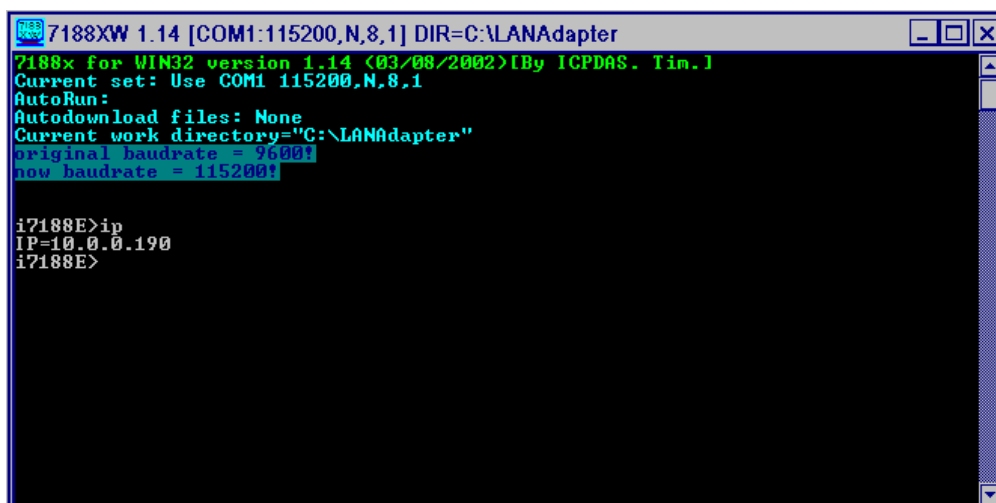 7188XW 1.14 [COM1:115200,N,8,1] DIR=C:\LANAdapter
7188x for WIN32 version 1.14 (03/08/2002)[By ICPDAS. Tim.]
Current set: Use COM1 115200,N,8,1
AutoRun:
Autodownload files: None
Current work directory="C:\LANAdapter"
original baudrate = 9600!
now baudrate = 115200!
i7188E>ip
IP=10.0.0.190
i7188E>